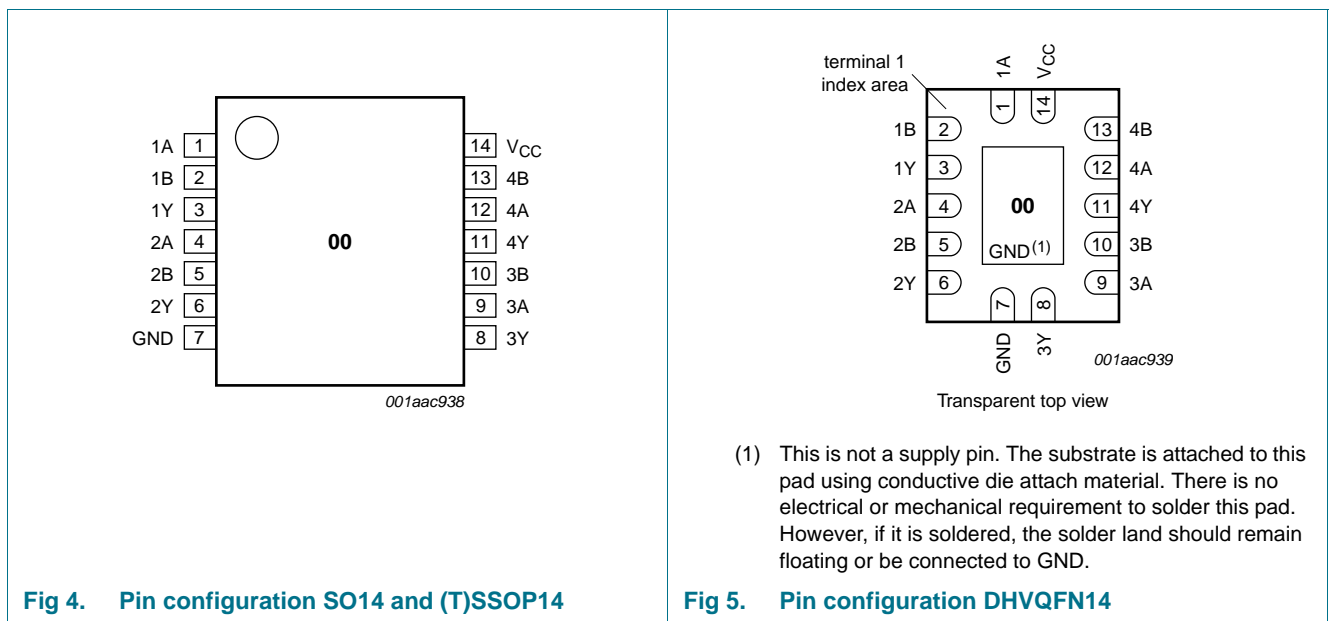 1A 1 14 VCC
1B 2 13 4B
1Y 3 12 4A
2A 4 00 11 4Y
2B 5 10 3B
2Y 6 9 3A
GND 7 8 3Y
001aac938
Fig 4. Pin configuration SO14 and (T)SSOP14
terminal 1
index area
1A VCC
1 14
1B 2 13 4B
1Y 3 12 4A
2A 4 00 11 4Y
2B 5 GND(1) 10 3B
2Y 6 9 3A
7 8
GND 3Y
001aac939
Transparent top view
(1) This is not a supply pin. The substrate is attached to this
pad using conductive die attach material. There is no
electrical or mechanical requirement to solder this pad.
However, if it is soldered, the solder land should remain
floating or be connected to GND.
Fig 5. Pin configuration DHVQFN14